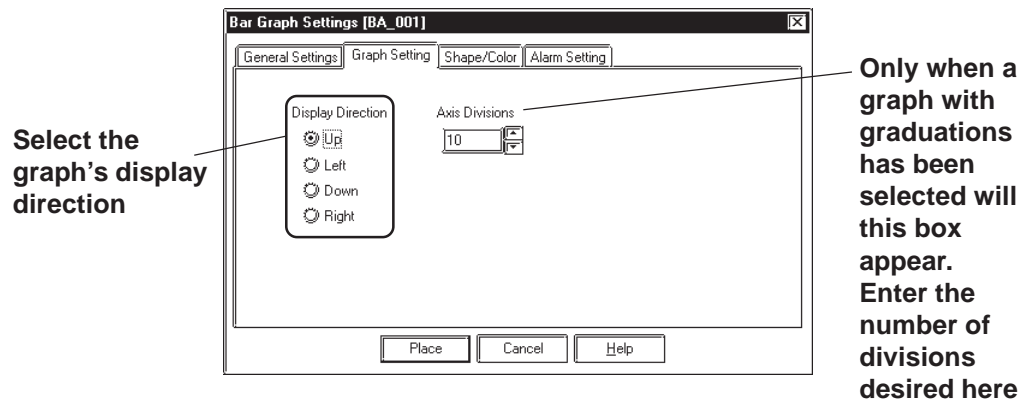 Bar Graph Settings [BA_001]
General Settings Graph Setting Shape/Color Alarm Setting
Select the
graph's display
direction
Display Direction
Up
Left
Down
Right
Axis Divisions
10
Only when a
graph with
graduations
has been
selected will
this box
appear.
Enter the
number of
divisions
desired here
Place Cancel Help